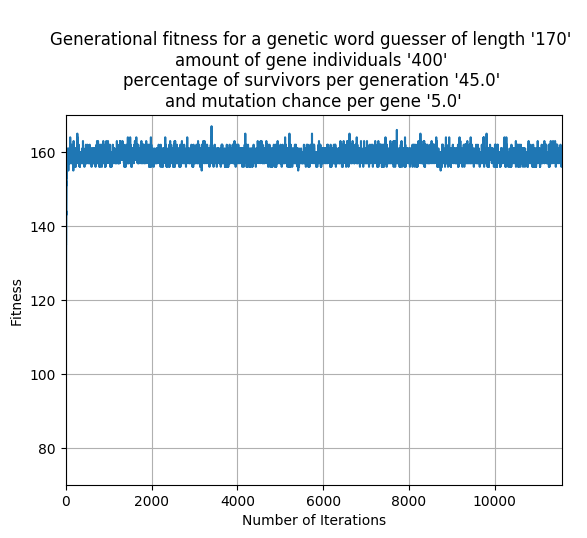 Generational fitness for a genetic word guesser of length '170'
amount of gene individuals '400'
percentage of survivors per generation '45.0'
and mutation chance per gene '5.0'
160
140
120
100
80
Fitness
0
2000
4000
6000
8000
10000
Number of Iterations